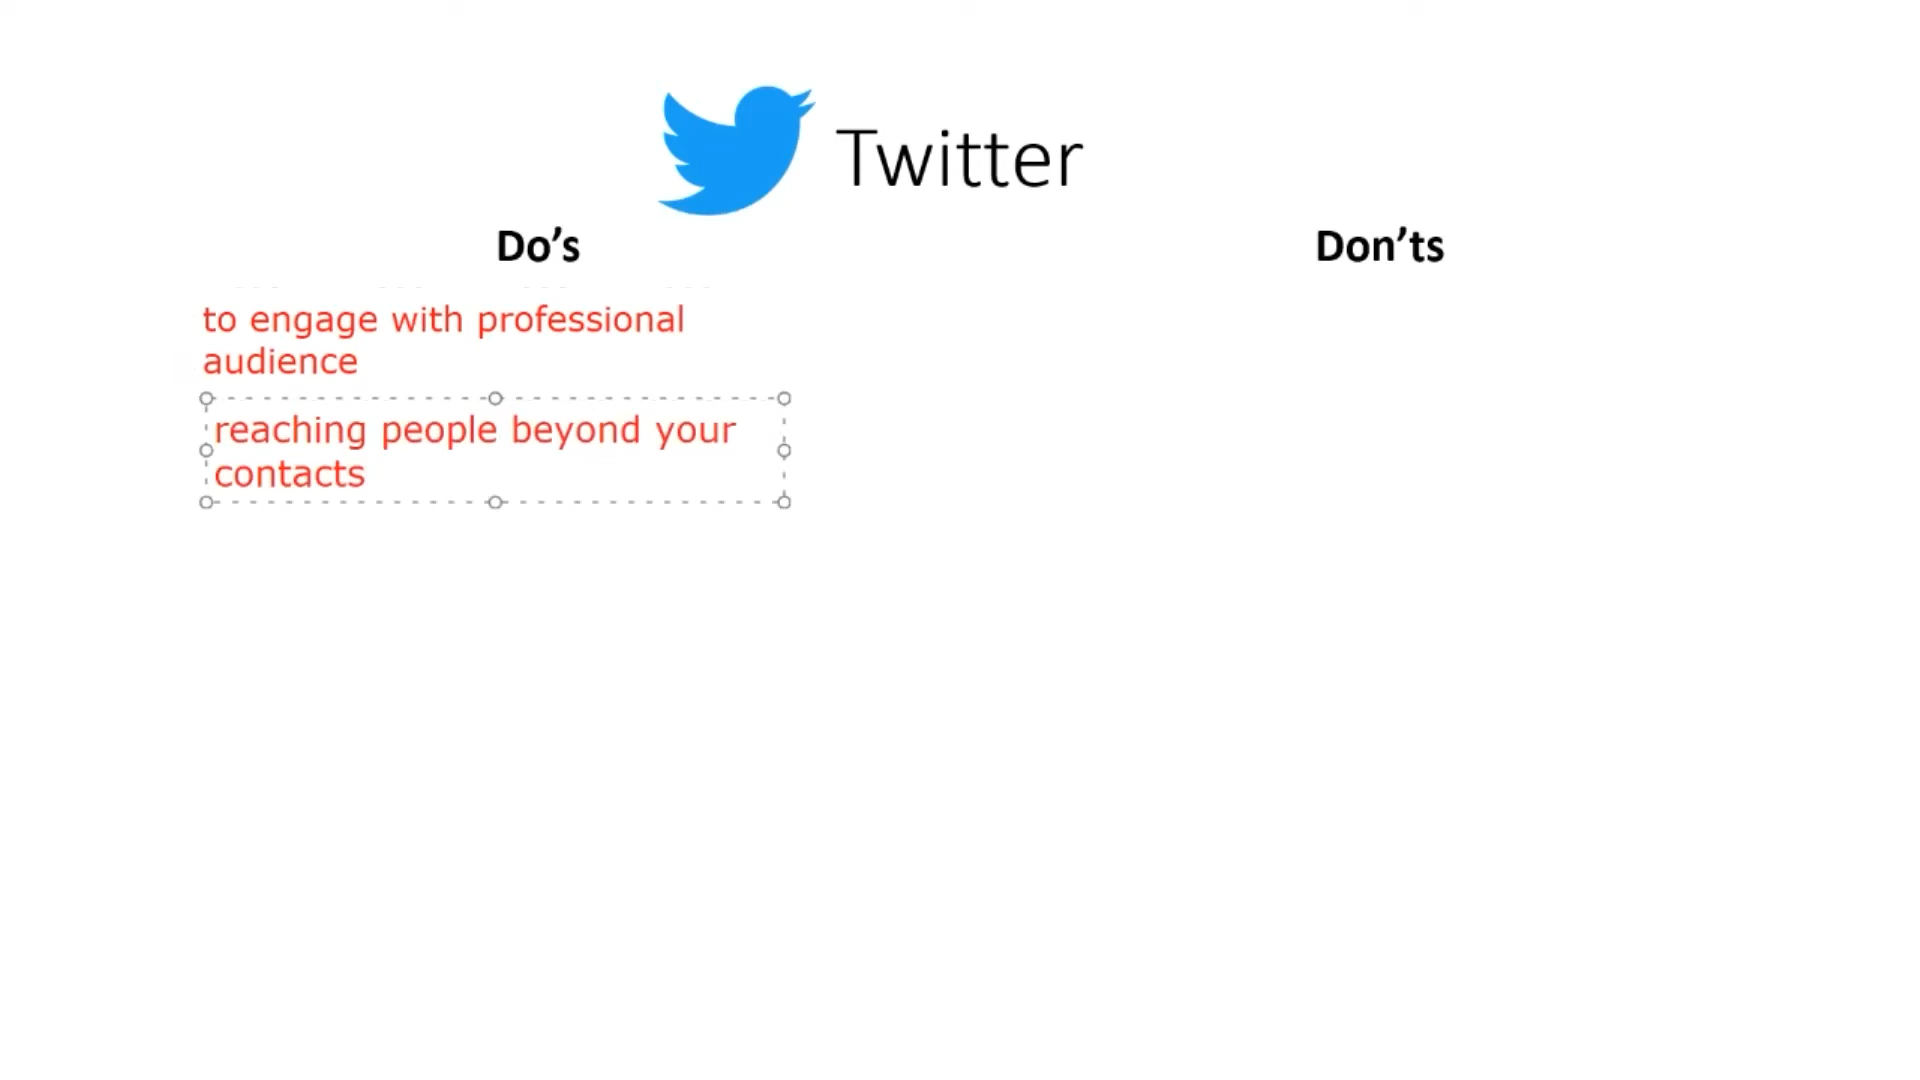 Twitter
Do’s
Don’ts
to engage with professional
audience
reaching people beyond your
contacts